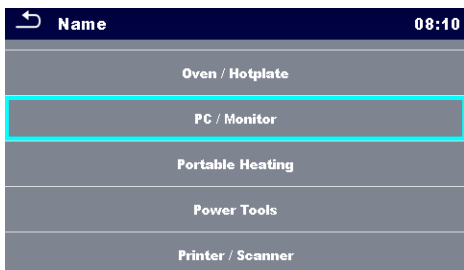 Name 08:10
Oven / Hotplate
PC / Monitor
Portable Heating
Power Tools
Printer / Scanner